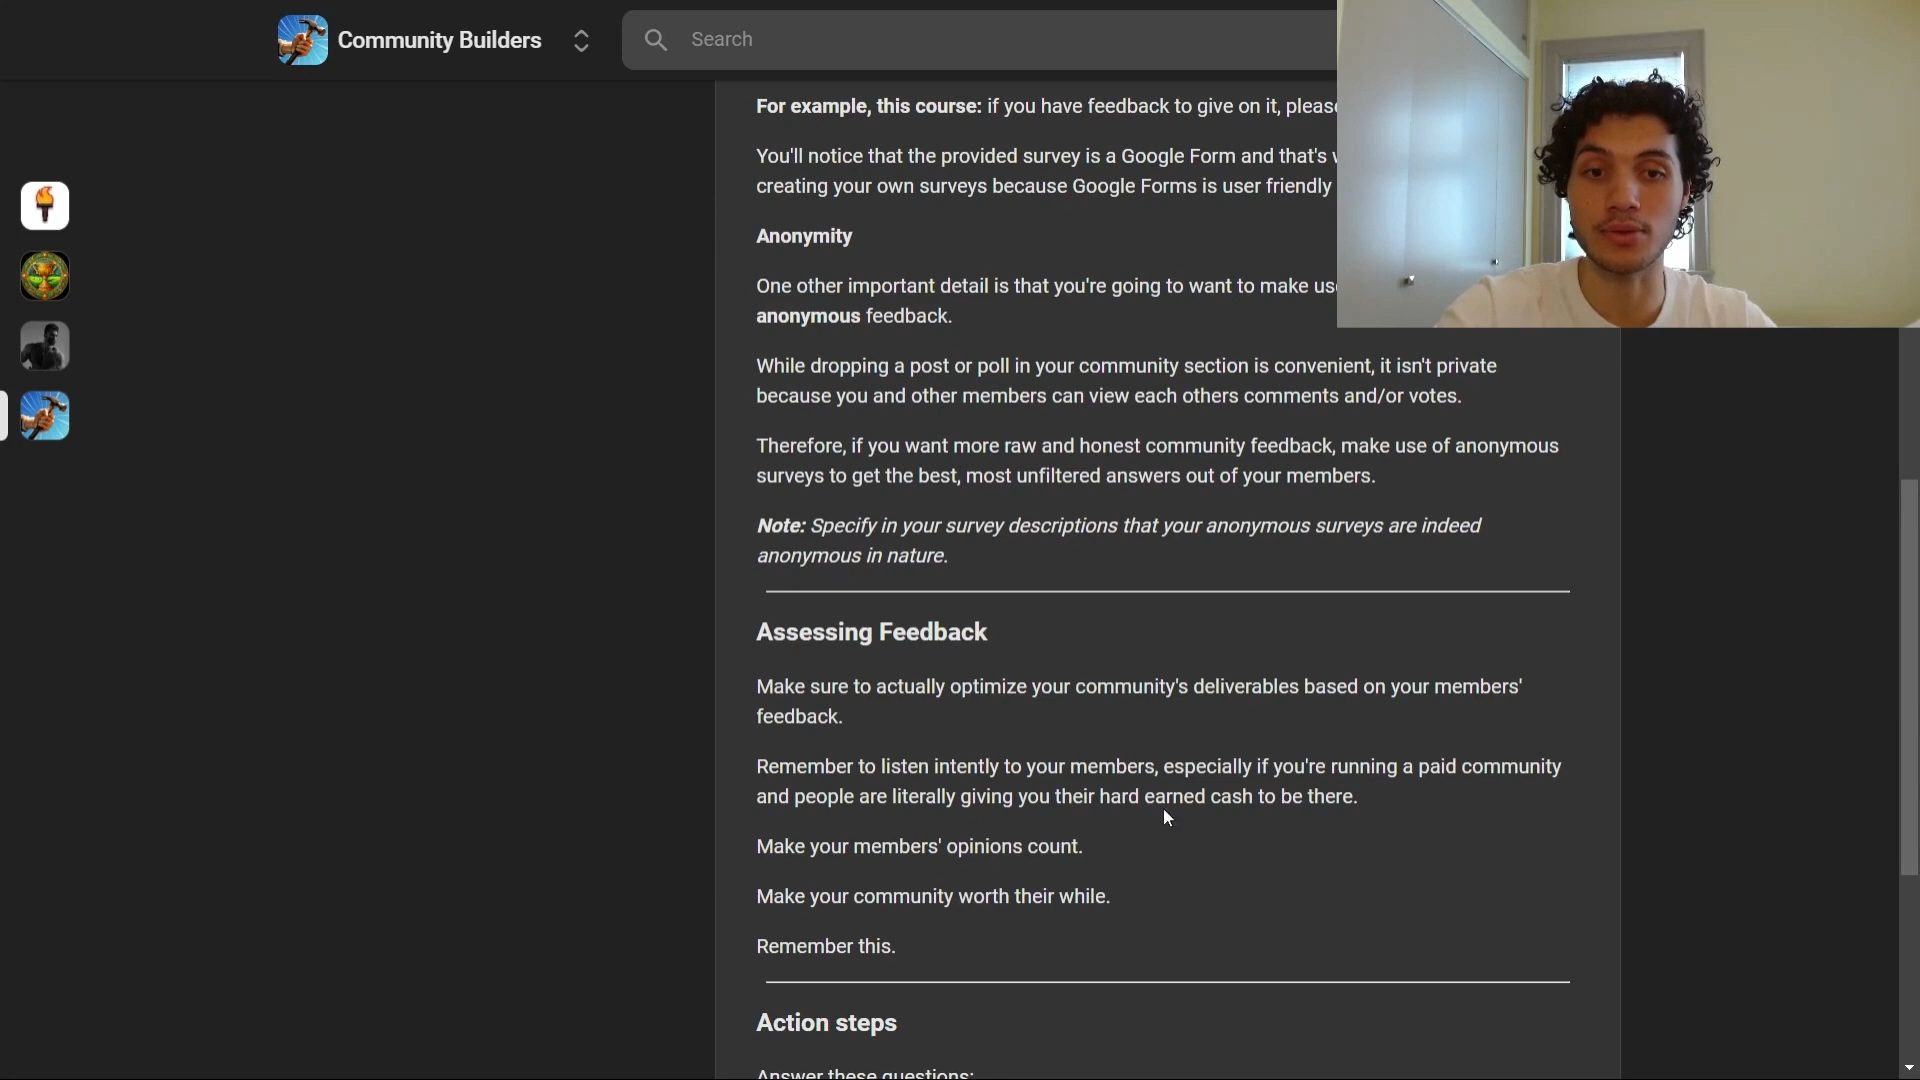 Community Builders
Search
For example, this course: if you have feedback to give on it,
You'll notice that the provided survey is a Google Form and that's
creating your own surveys because Google Forms is user friendly
Anonymity
One other important detail is that you're going to want to make
anonymous feedback.
While dropping a post or poll in your community section is convenient, it isn't private
because you and other members can view each others comments and/or votes.
Therefore, if you want more raw and honest community feedback, make use of anonymous
surveys to get the best, most unfiltered answers out of your members.
Note: Specify in your survey descriptions that your anonymous surveys are indeed
anonymous in nature.
Assessing Feedback
Make sure to actually optimize your community's deliverables based on your members'
feedback.
Remember to listen intently to your members, especially if you're running a paid community
and people are literally giving you their hard earned cash to be there.
Make your members' opinions count.
Make your community worth their while.
Remember this.
Action steps
Answer these questions: